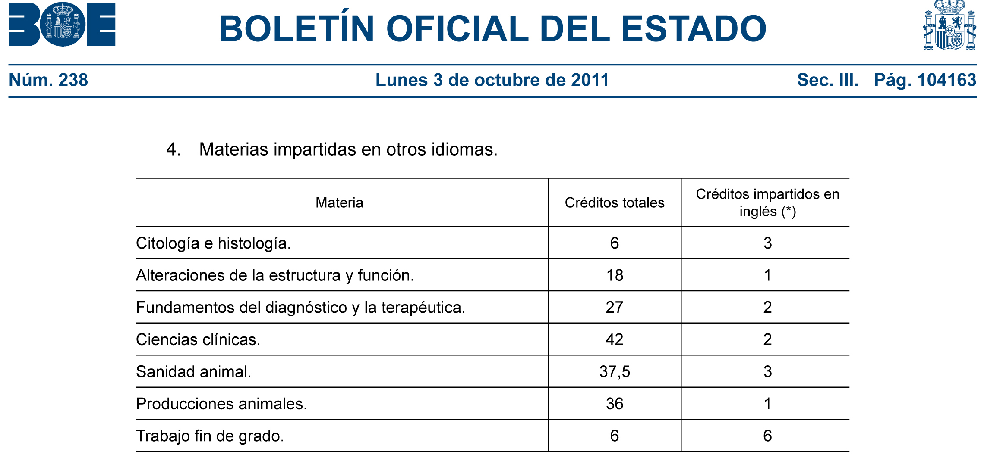 BOE
BOLETÍN OFICIAL DEL ESTADO
Núm. 238
Lunes 3 de octubre de 2011
Sec. III. Pág. 104163
4. Materias impartidas en otros idiomas.
Materia
Créditos totales
Créditos impartidos en
inglés (*)
Citología e histología. 6 3
Alteraciones de la estructura y función. 18 1
Fundamentos del diagnóstico y la terapéutica. 27 2
Ciencias clínicas. 42 2
Sanidad animal. 37,5 3
Producciones animales. 36 1
Trabajo fin de grado. 6 6